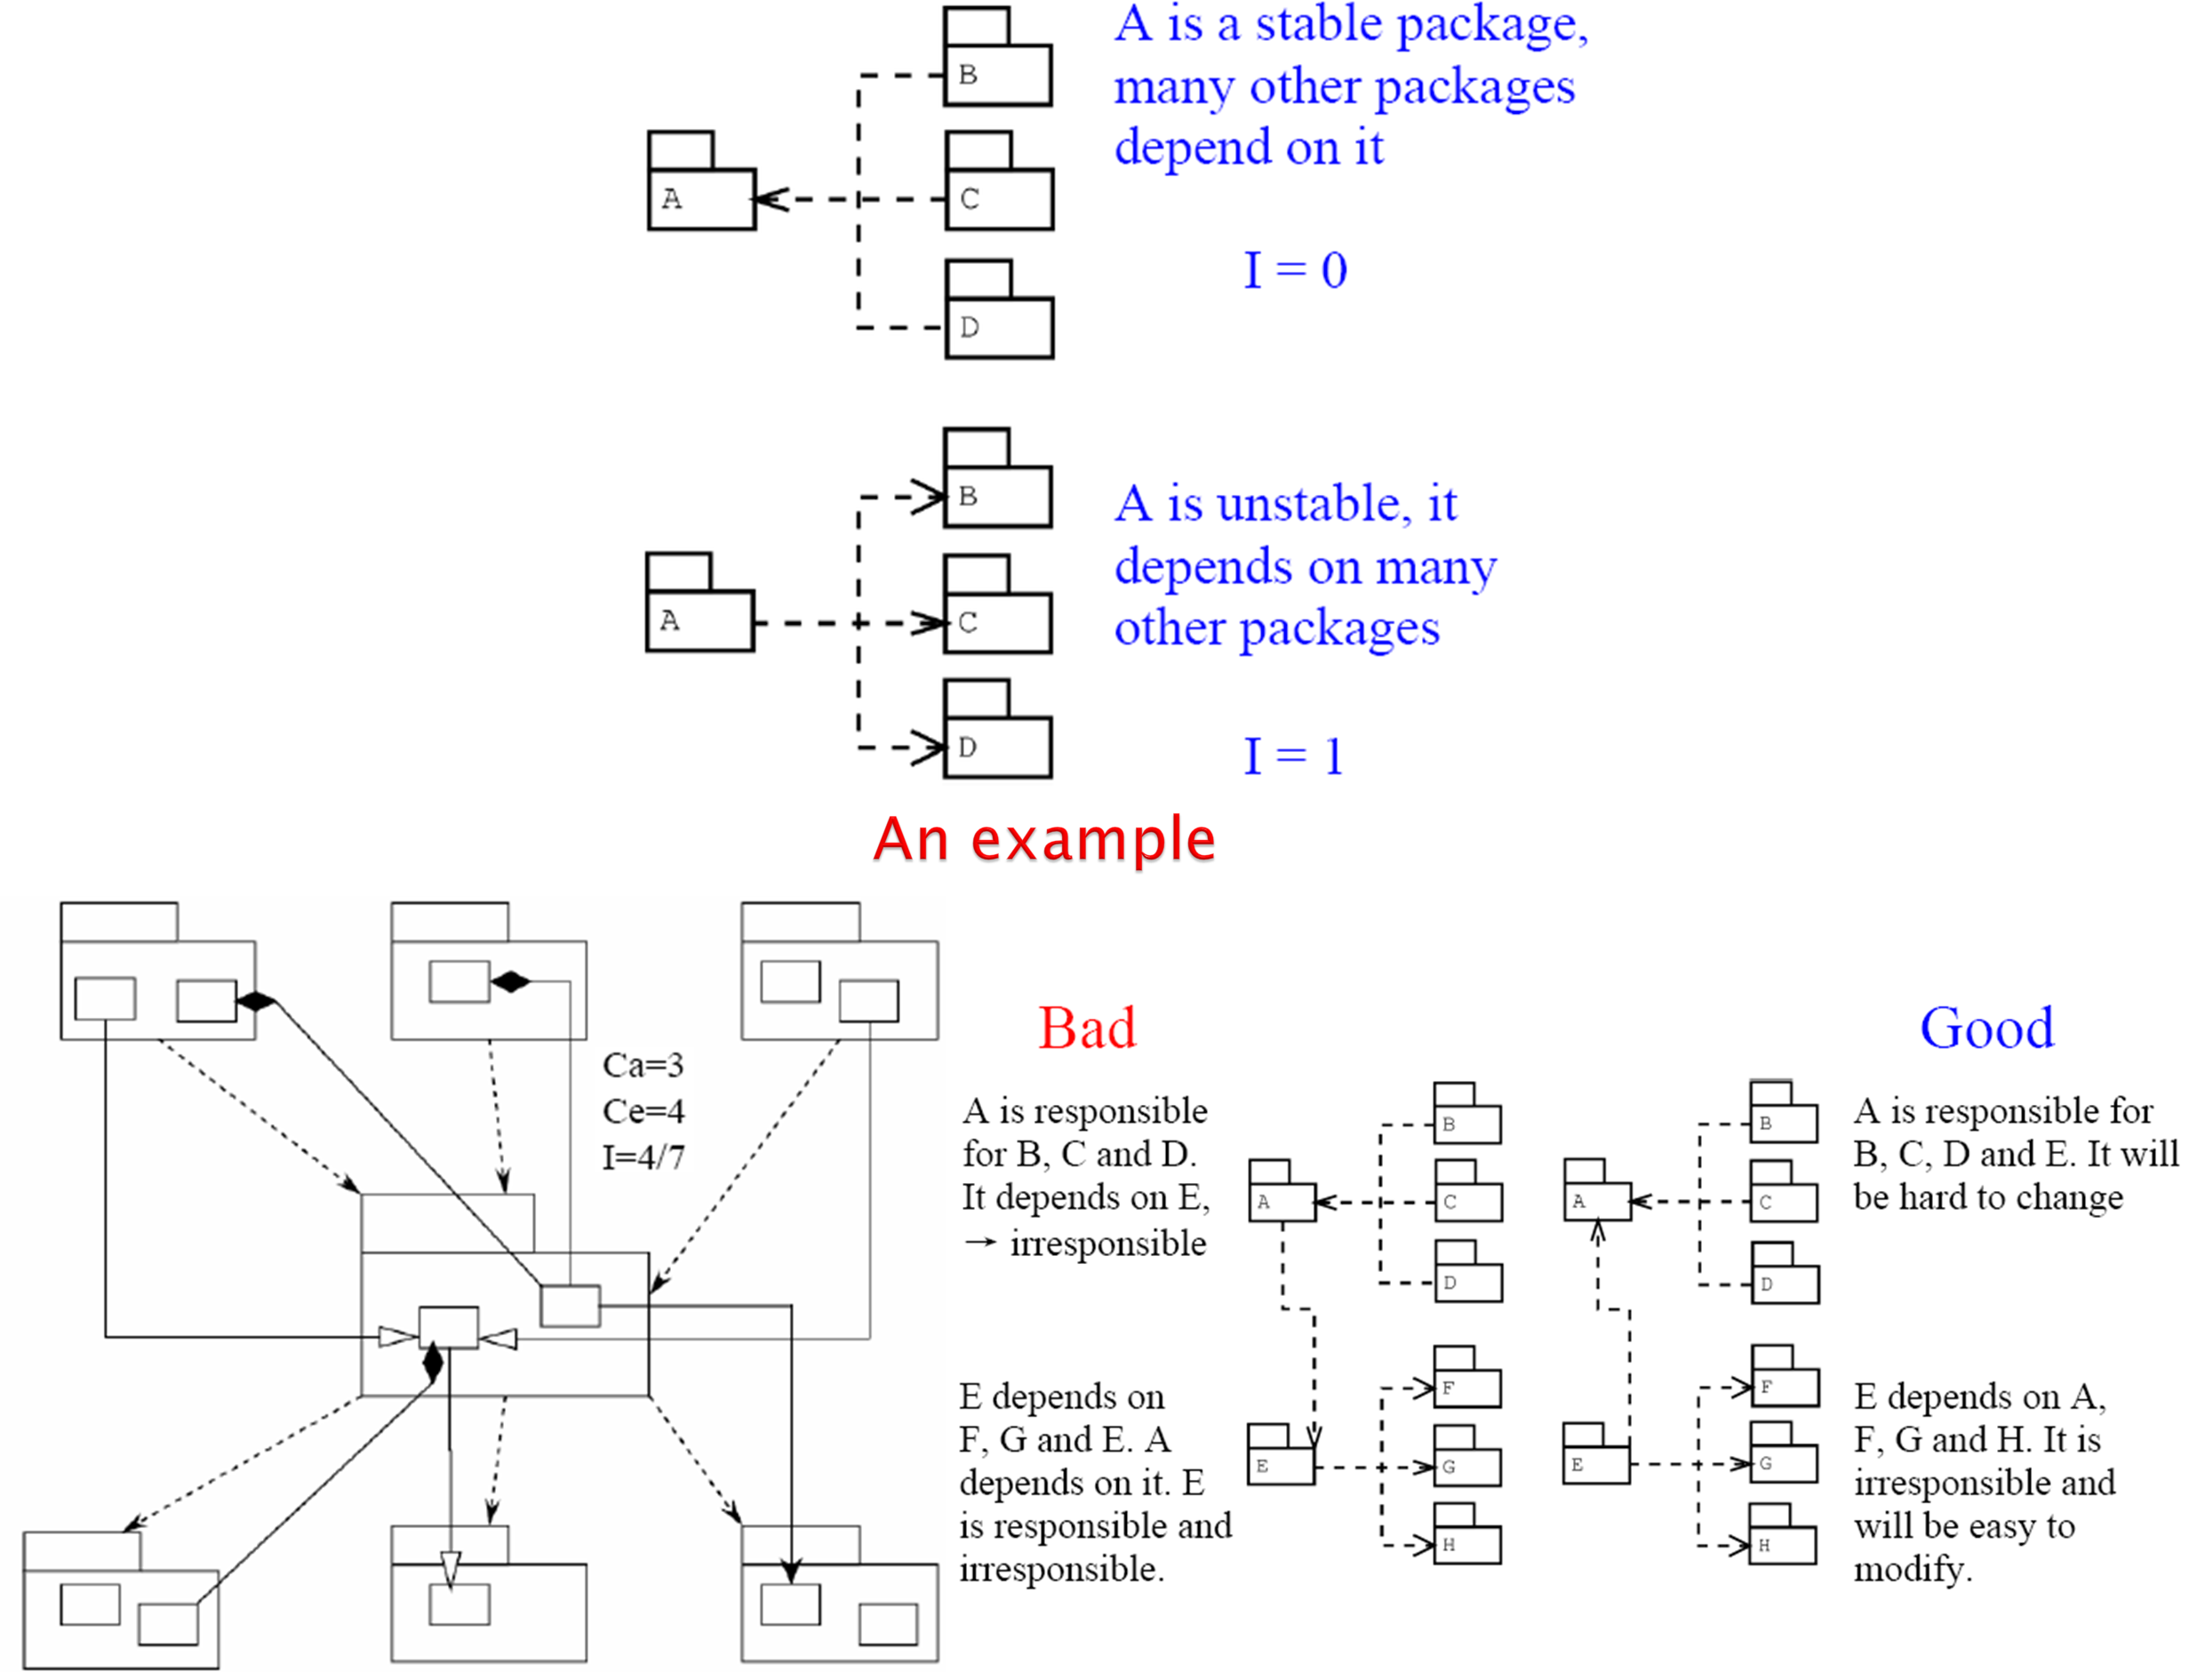 B
A is a stable package,
many other packages
depend on it
A
C
I = 0
D
B
A is unstable, it
depends on many
other packages
A
C
D
I = 1
An example
Ca=3
Ce=4
I=4/7
Bad
A is responsible
for B, C and D.
It depends on E,
→ irresponsible
B
A
C
D
E depends on
F, G and E. A
depends on it. E
is responsible and
irresponsible.
F
E
G
H
Good
B
A
C
D
A is responsible for
B, C, D and E. It will
be hard to change
F
E
G
H
E depends on A,
F, G and H. It is
irresponsible and
will be easy to
modify.